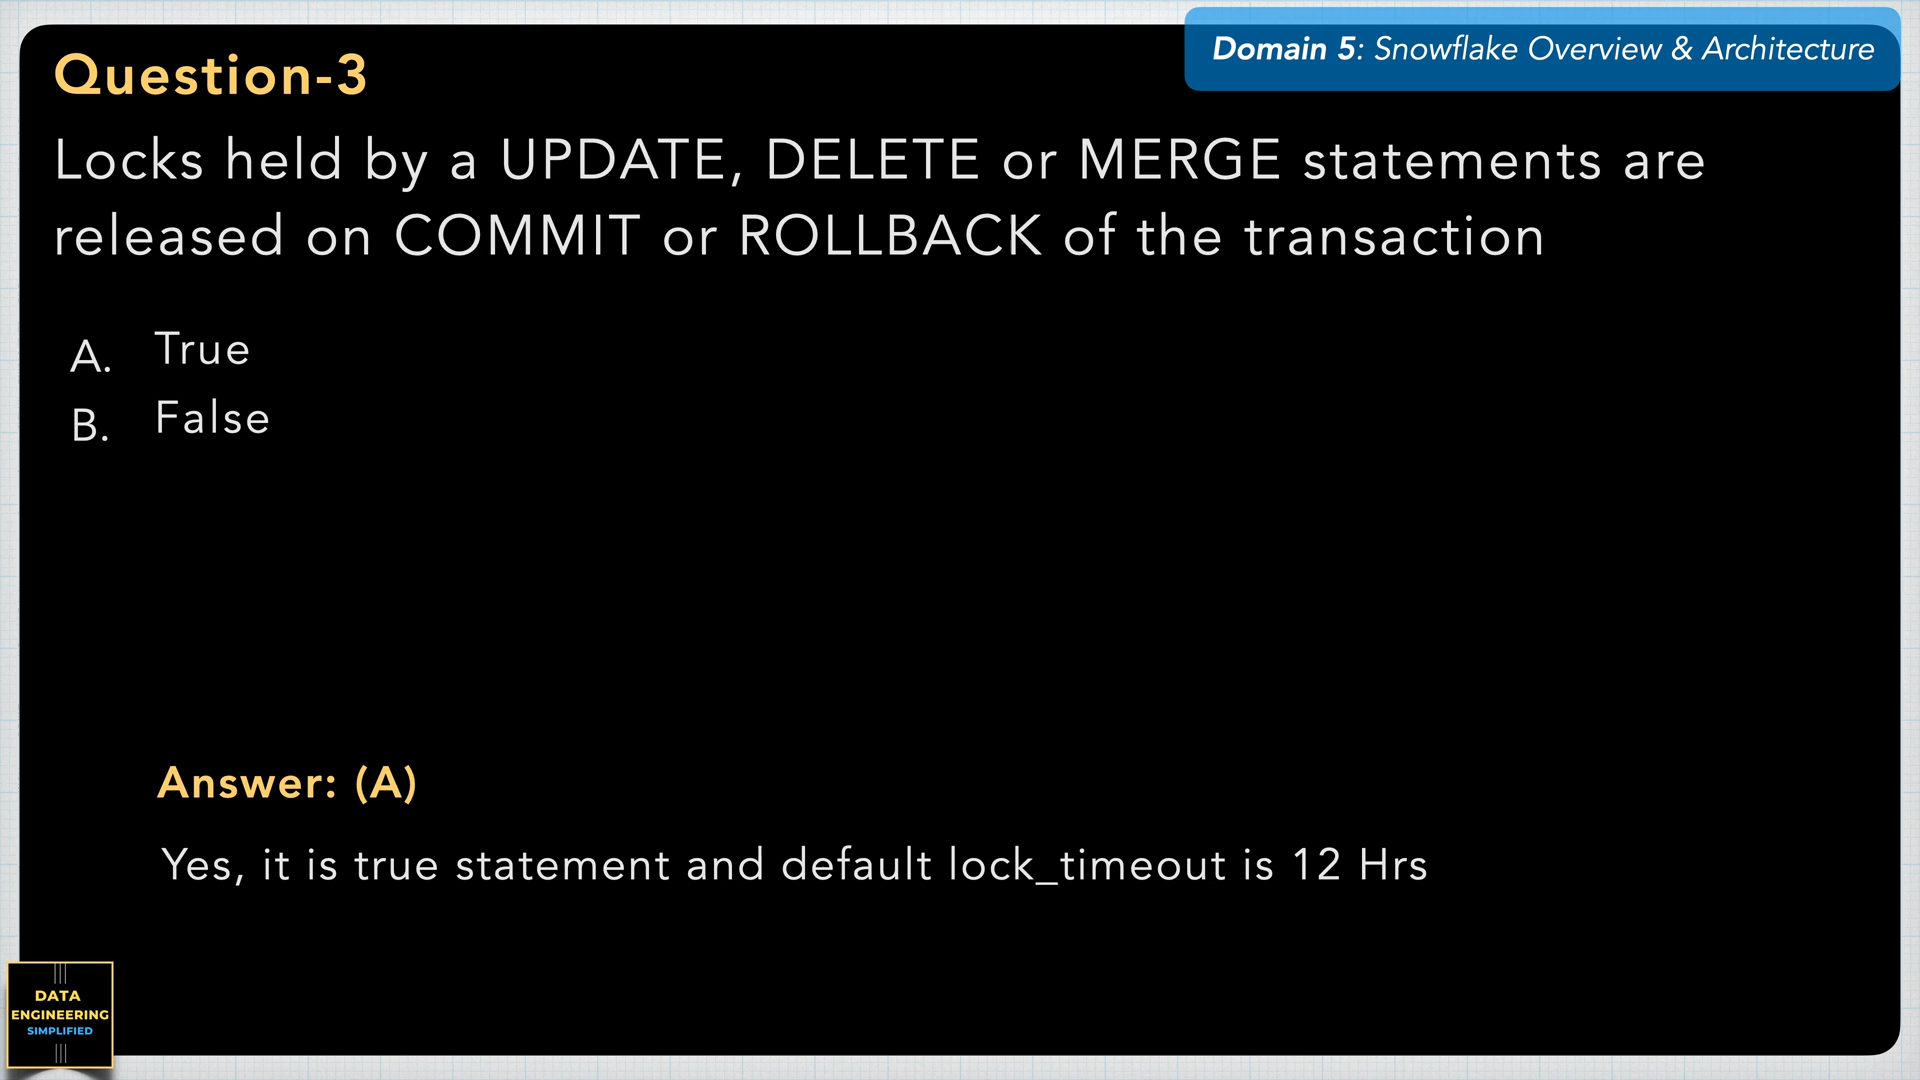 Domain 5: Snowflake Overview & Architecture
Question-3
Locks held by a UPDATE, DELETE or MERGE statements are
released on COMMIT or ROLLBACK of the transaction
A. True
B. False
Answer: (A)
Yes, it is true statement and default lock_timeout is 12 Hrs
DATA
ENGINEERING
SIMPLIFIED